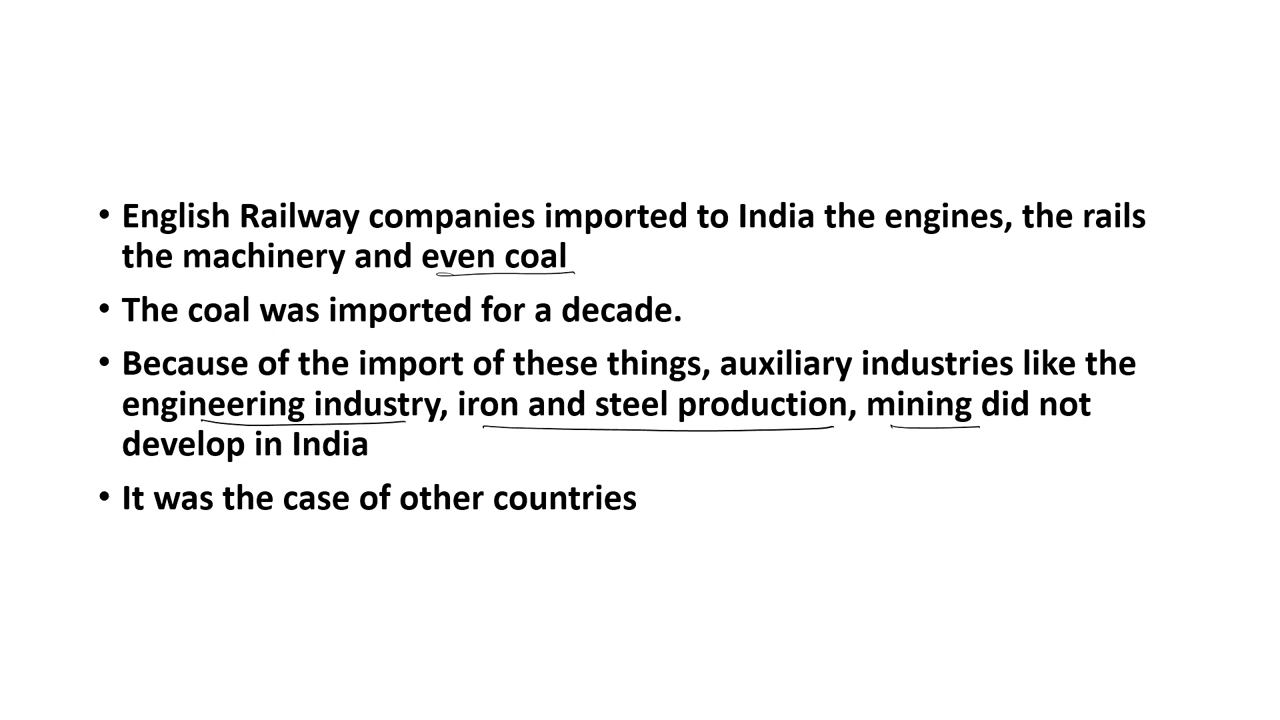 • English Railway companies imported to India the engines, the rails
the machinery and even coal
• The coal was imported for a decade.
• Because of the import of these things, auxiliary industries like the
engineering industry, iron and steel production, mining did not
develop in India
• It was the case of other countries